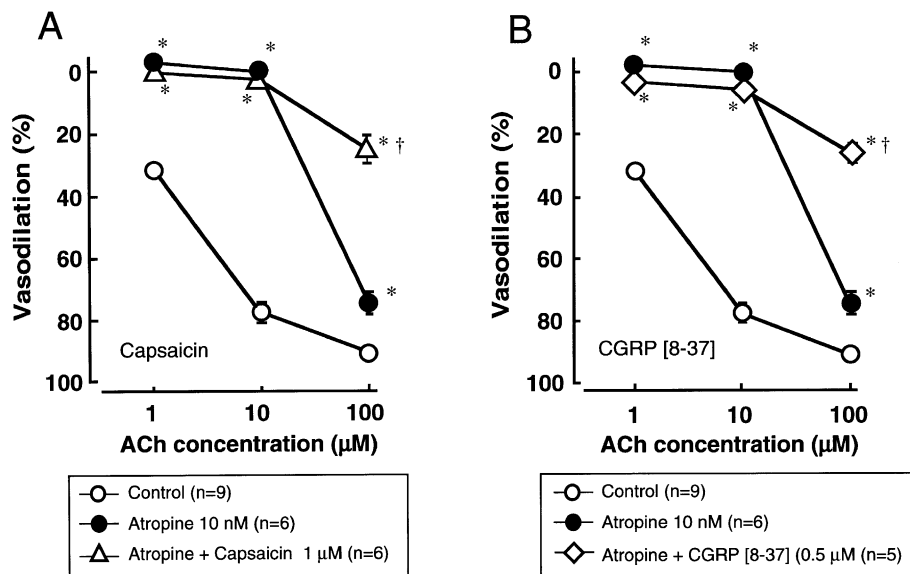 A
Vasodilation (%)
0
20
40
60
80
100
*
*
*
*
* †
*
Capsaicin
1
10
100
ACh concentration (μM)
Control (n=9)
Atropine 10 nM (n=6)
Atropine + Capsaicin 1 μM (n=6)
B
Vasodilation (%)
0
20
40
60
80
100
*
*
*
*
* †
*
CGRP [8-37]
1
10
100
ACh concentration (μM)
Control (n=9)
Atropine 10 nM (n=6)
Atropine + CGRP [8-37] (0.5 μM (n=5)